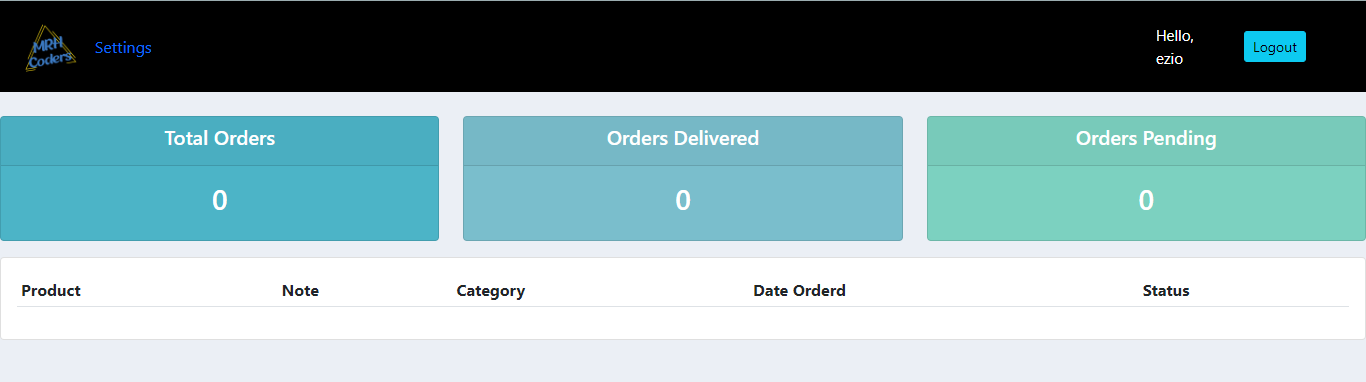 MRH
Coders
Settings
Hello,
ezio
Logout
Total Orders
Orders Delivered
Orders Pending
0
0
0
Product Note Category Date Orderd Status